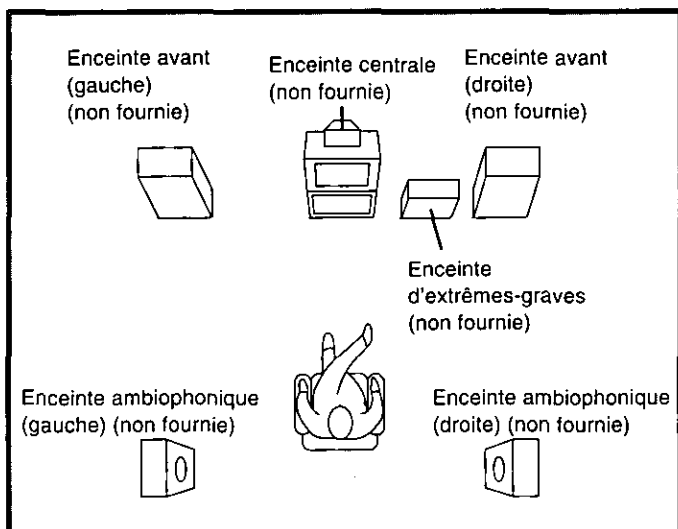 Enceinte avant
(gauche)
(non fournie)
Enceinte centrale
(non fournie)
Enceinte avant
(droite)
(non fournie)
Enceinte
d'extrêmes-graves
(non fournie)
Enceinte ambiophonique
(gauche) (non fournie)
Enceinte ambiophonique
(droite) (non fournie)